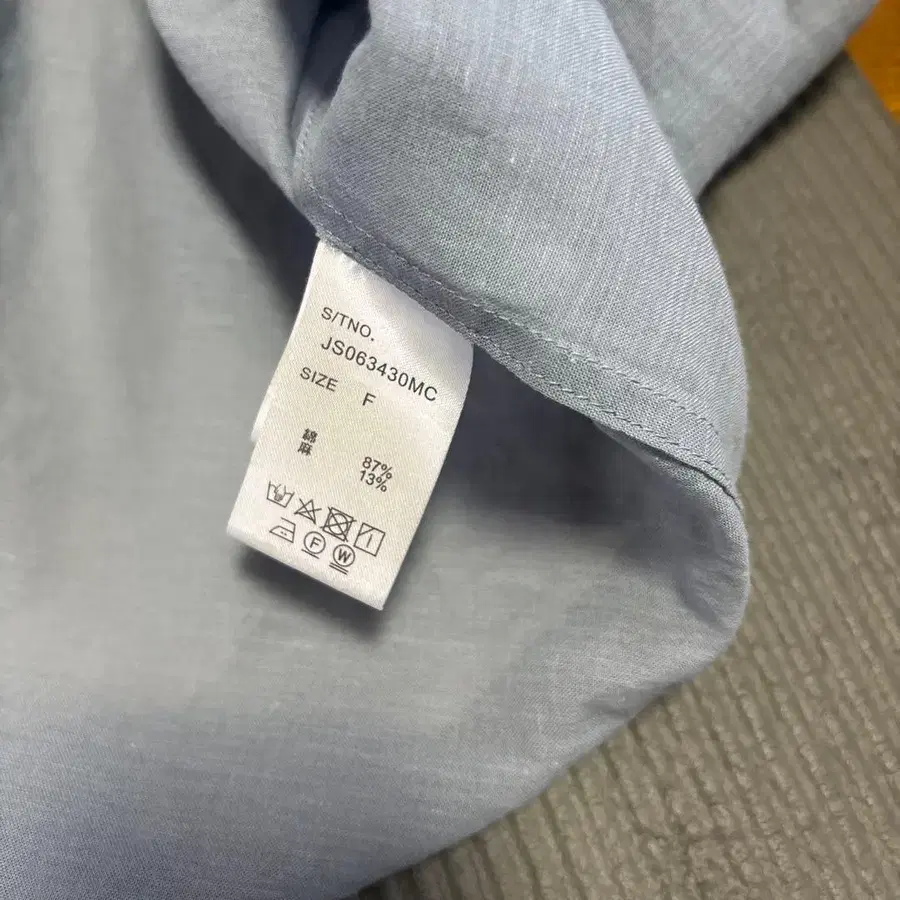 S/TNO.
JS063430MC
SIZE F
綿 87%
麻 13%
F W